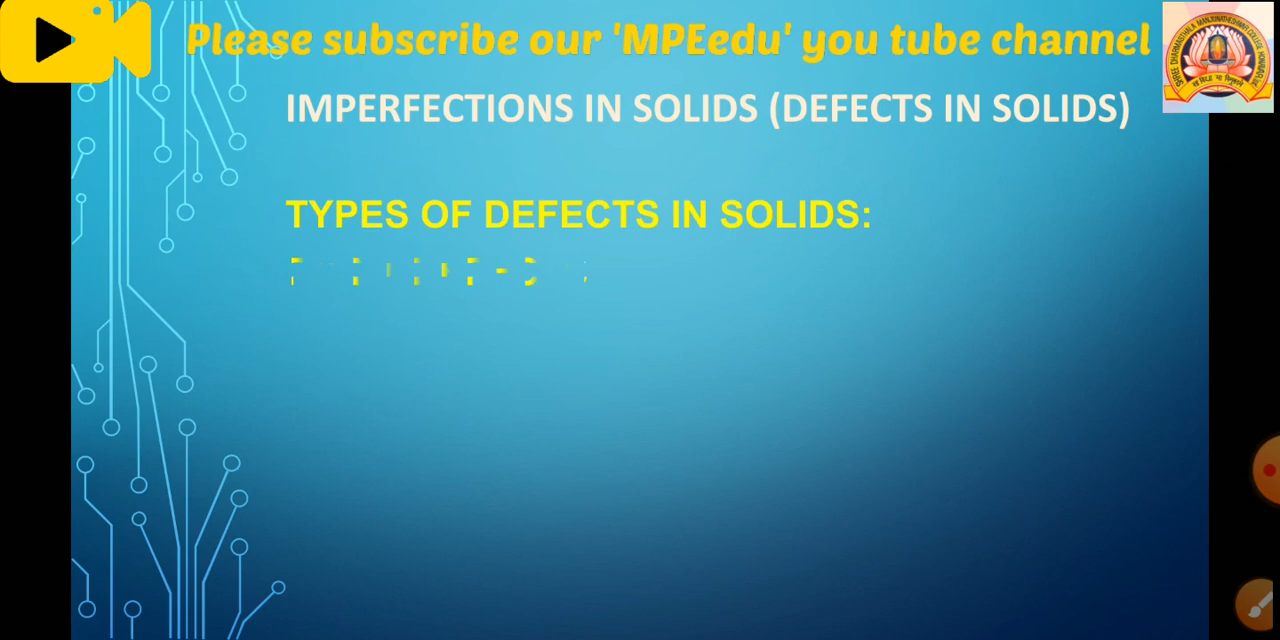 Please subscribe our 'MPEedu' you tube channel
IMPERFECTIONS IN SOLIDS (DEFECTS IN SOLIDS)
TYPES OF DEFECTS IN SOLIDS: